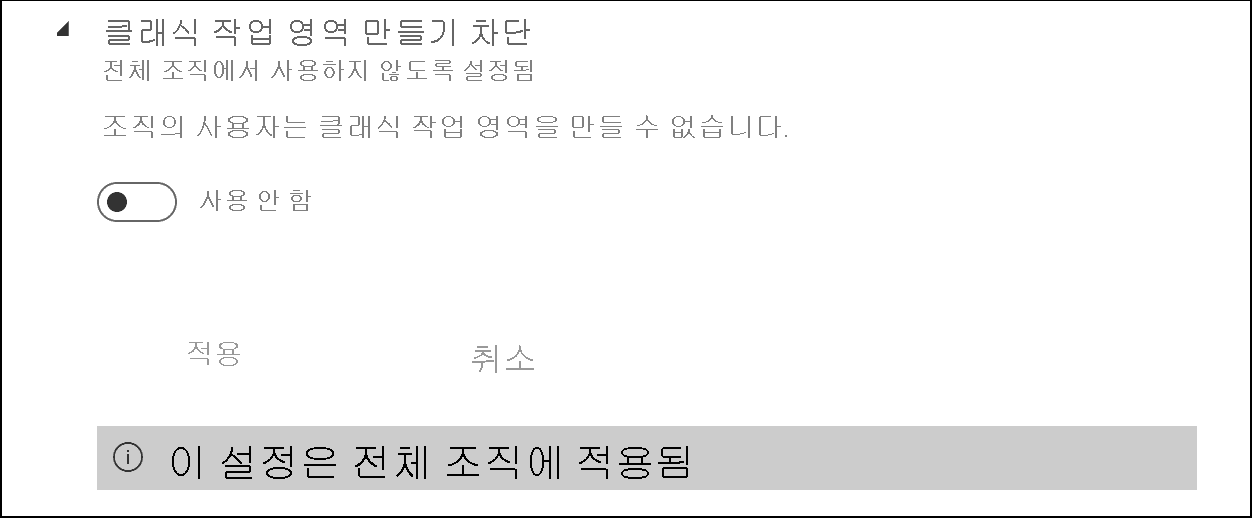 클래식 작업 영역 만들기 차단
전체 조직에서 사용하지 않도록 설정됨
조직의 사용자는 클래식 작업 영역을 만들 수 없습니다.
사용 안 함
적용 취소
이 설정은 전체 조직에 적용됨